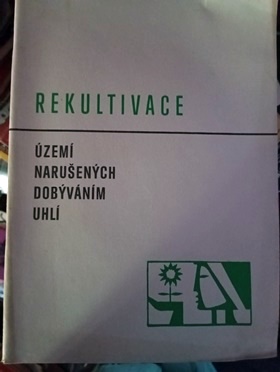 REKULTIVACE
ÚZEMÍ
NARUŠENÝCH
DOBÝVÁNÍM
UHLÍ